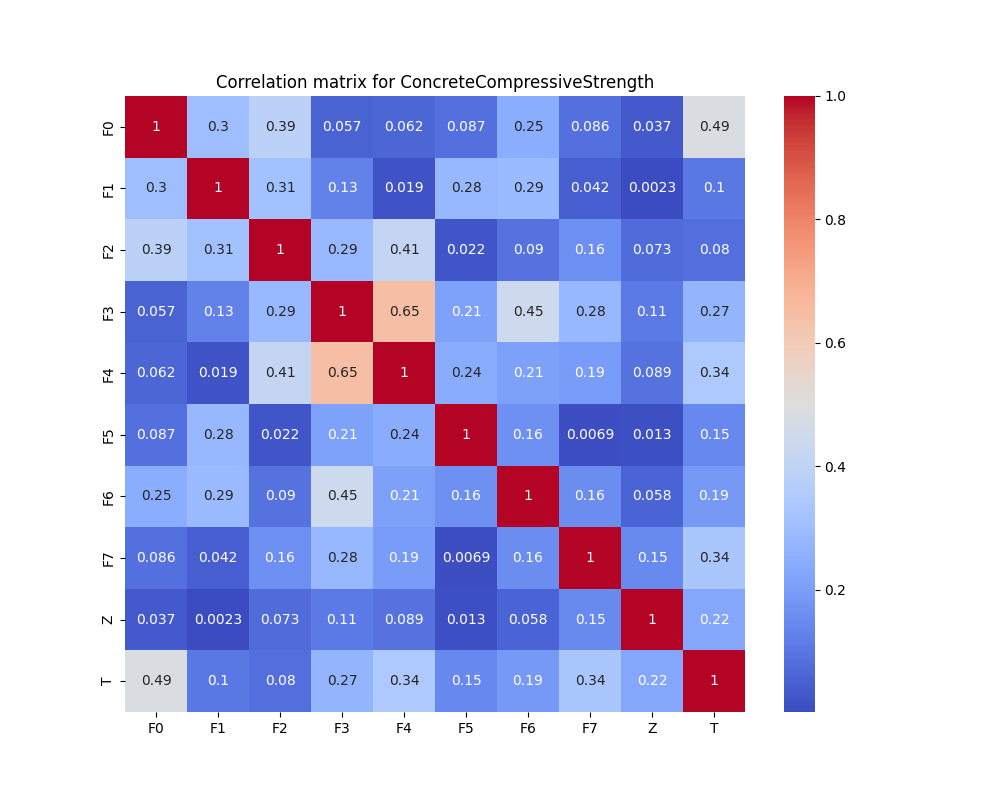 Correlation matrix for ConcreteCompressiveStrength
F0 1 0.3 0.39 0.057 0.062 0.087 0.25 0.086 0.037 0.49
F1 0.3 1 0.31 0.13 0.019 0.28 0.29 0.042 0.0023 0.1
F2 0.39 0.31 1 0.29 0.41 0.022 0.09 0.16 0.073 0.08
F3 0.057 0.13 0.29 1 0.65 0.21 0.45 0.28 0.11 0.27
F4 0.062 0.019 0.41 0.65 1 0.24 0.21 0.19 0.089 0.34
F5 0.087 0.28 0.022 0.21 0.24 1 0.16 0.0069 0.013 0.15
F6 0.25 0.29 0.09 0.45 0.21 0.16 1 0.16 0.058 0.19
F7 0.086 0.042 0.16 0.28 0.19 0.0069 0.16 1 0.15 0.34
Z 0.037 0.0023 0.073 0.11 0.089 0.013 0.058 0.15 1 0.22
T 0.49 0.1 0.08 0.27 0.34 0.15 0.19 0.34 0.22 1
F0 F1 F2 F3 F4 F5 F6 F7 Z T
1.0
0.8
0.6
0.4
0.2